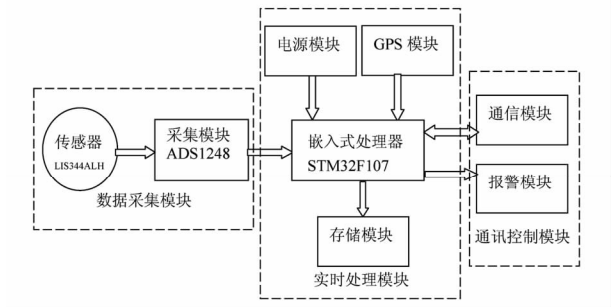 电源模块
GPS 模块
传感器
LIS344ALH
采集模块
ADS1248
数据采集模块
嵌入式处理器
STM32F107
存储模块
实时处理模块
通信模块
报警模块
通讯控制模块